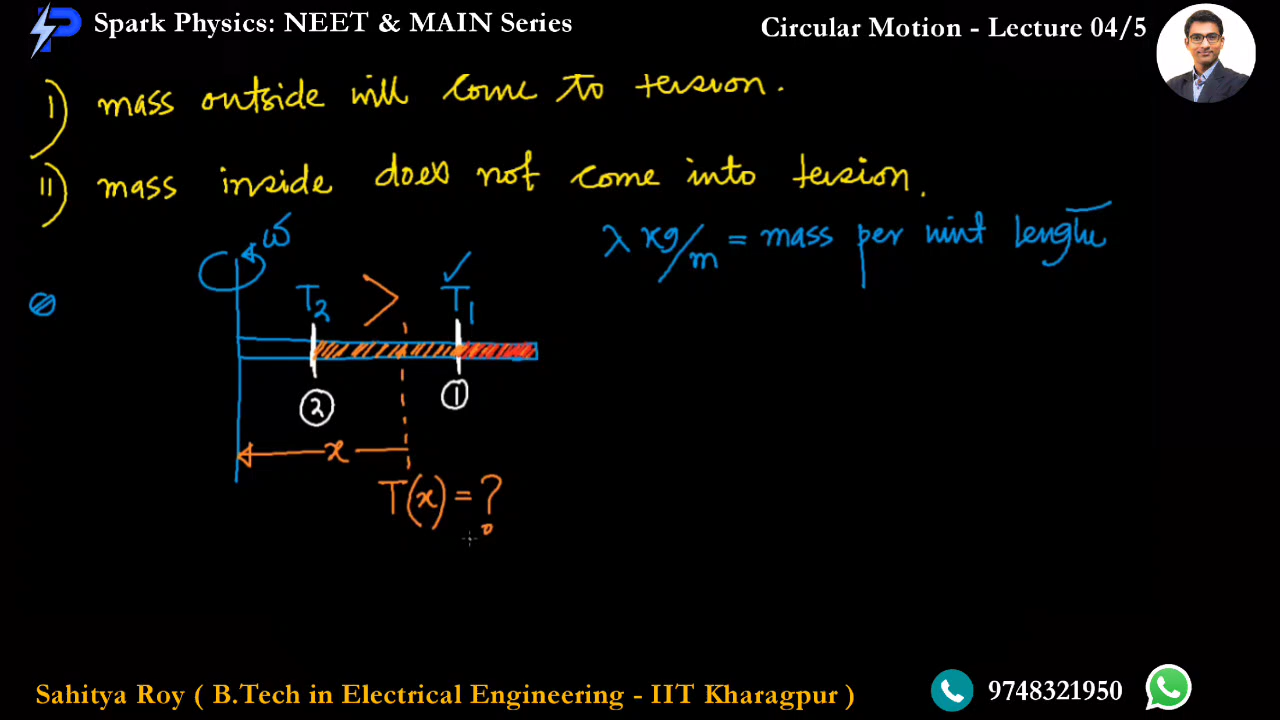 Spark Physics: NEET & MAIN Series
Circular Motion - Lecture 04/5
I) mass outside will come to tension.
II) mass inside does not come into tension.
λ kg/m = mass per unit length
ω
T2 > T1
2 1
x
T(x) = ?
Sahitya Roy ( B.Tech in Electrical Engineering - IIT Kharagpur )
9748321950